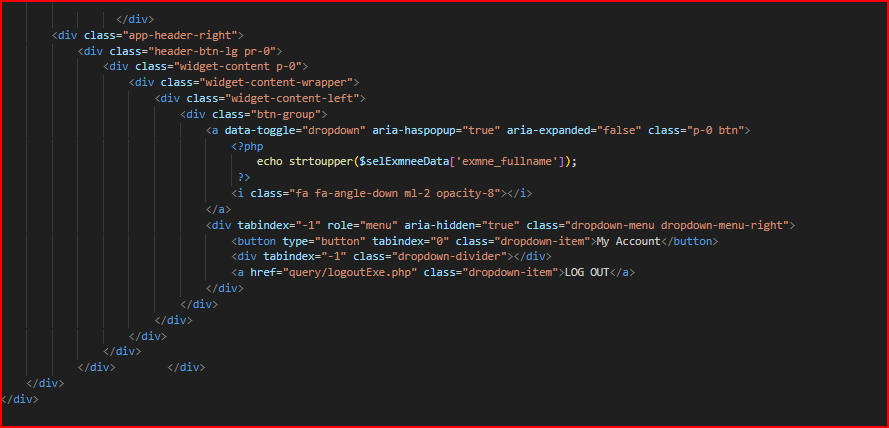 </div>
<div class="app-header-right">
<div class="header-btn-lg pr-0">
<div class="widget-content p-0">
<div class="widget-content-wrapper">
<div class="widget-content-left">
<div class="btn-group">
<a data-toggle="dropdown" aria-haspopup="true" aria-expanded="false" class="p-0 btn">
<?php
echo strtoupper($selExmneeData['exmne_fullname']);
?>
<i class="fa fa-angle-down ml-2 opacity-8"></i>
</a>
<div tabindex="-1" role="menu" aria-hidden="true" class="dropdown-menu dropdown-menu-right">
<button type="button" tabindex="0" class="dropdown-item">My Account</button>
<div tabindex="-1" class="dropdown-divider"></div>
<a href="query/logoutExe.php" class="dropdown-item">LOG OUT</a>
</div>
</div>
</div>
</div>
</div>
</div>        </div>
</div>
</div>